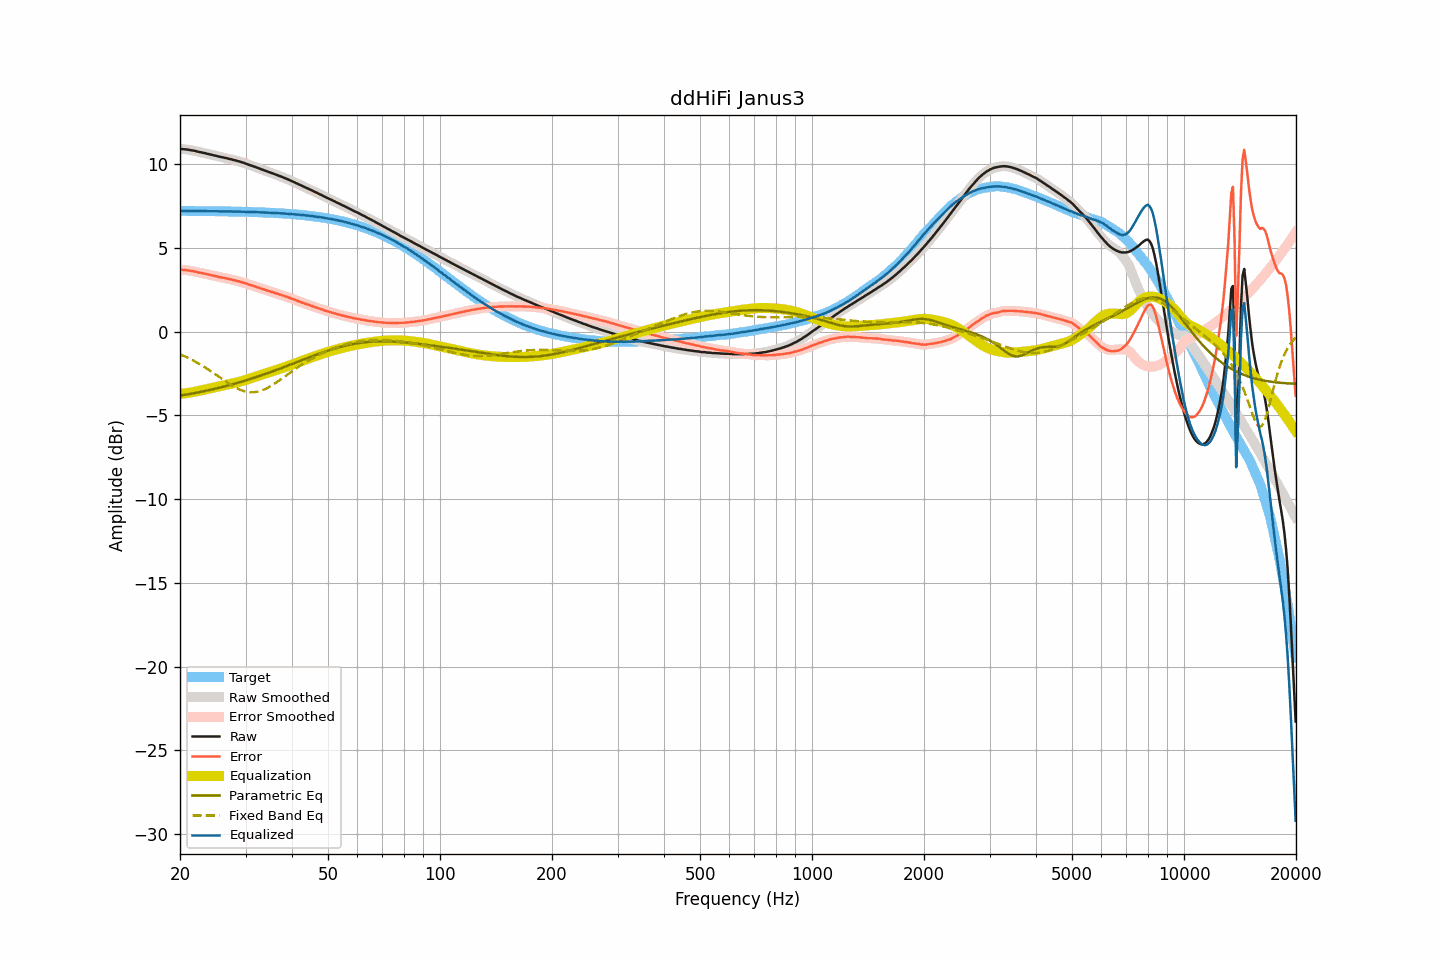 ddHiFi Janus3
10
5
0
−5
−10
−15
−20
−25
−30
Amplitude (dBr)
Target
Raw Smoothed
Error Smoothed
Raw
Error
Equalization
Parametric Eq
Fixed Band Eq
Equalized
20 50 100 200 500 1000 2000 5000 10000 20000
Frequency (Hz)